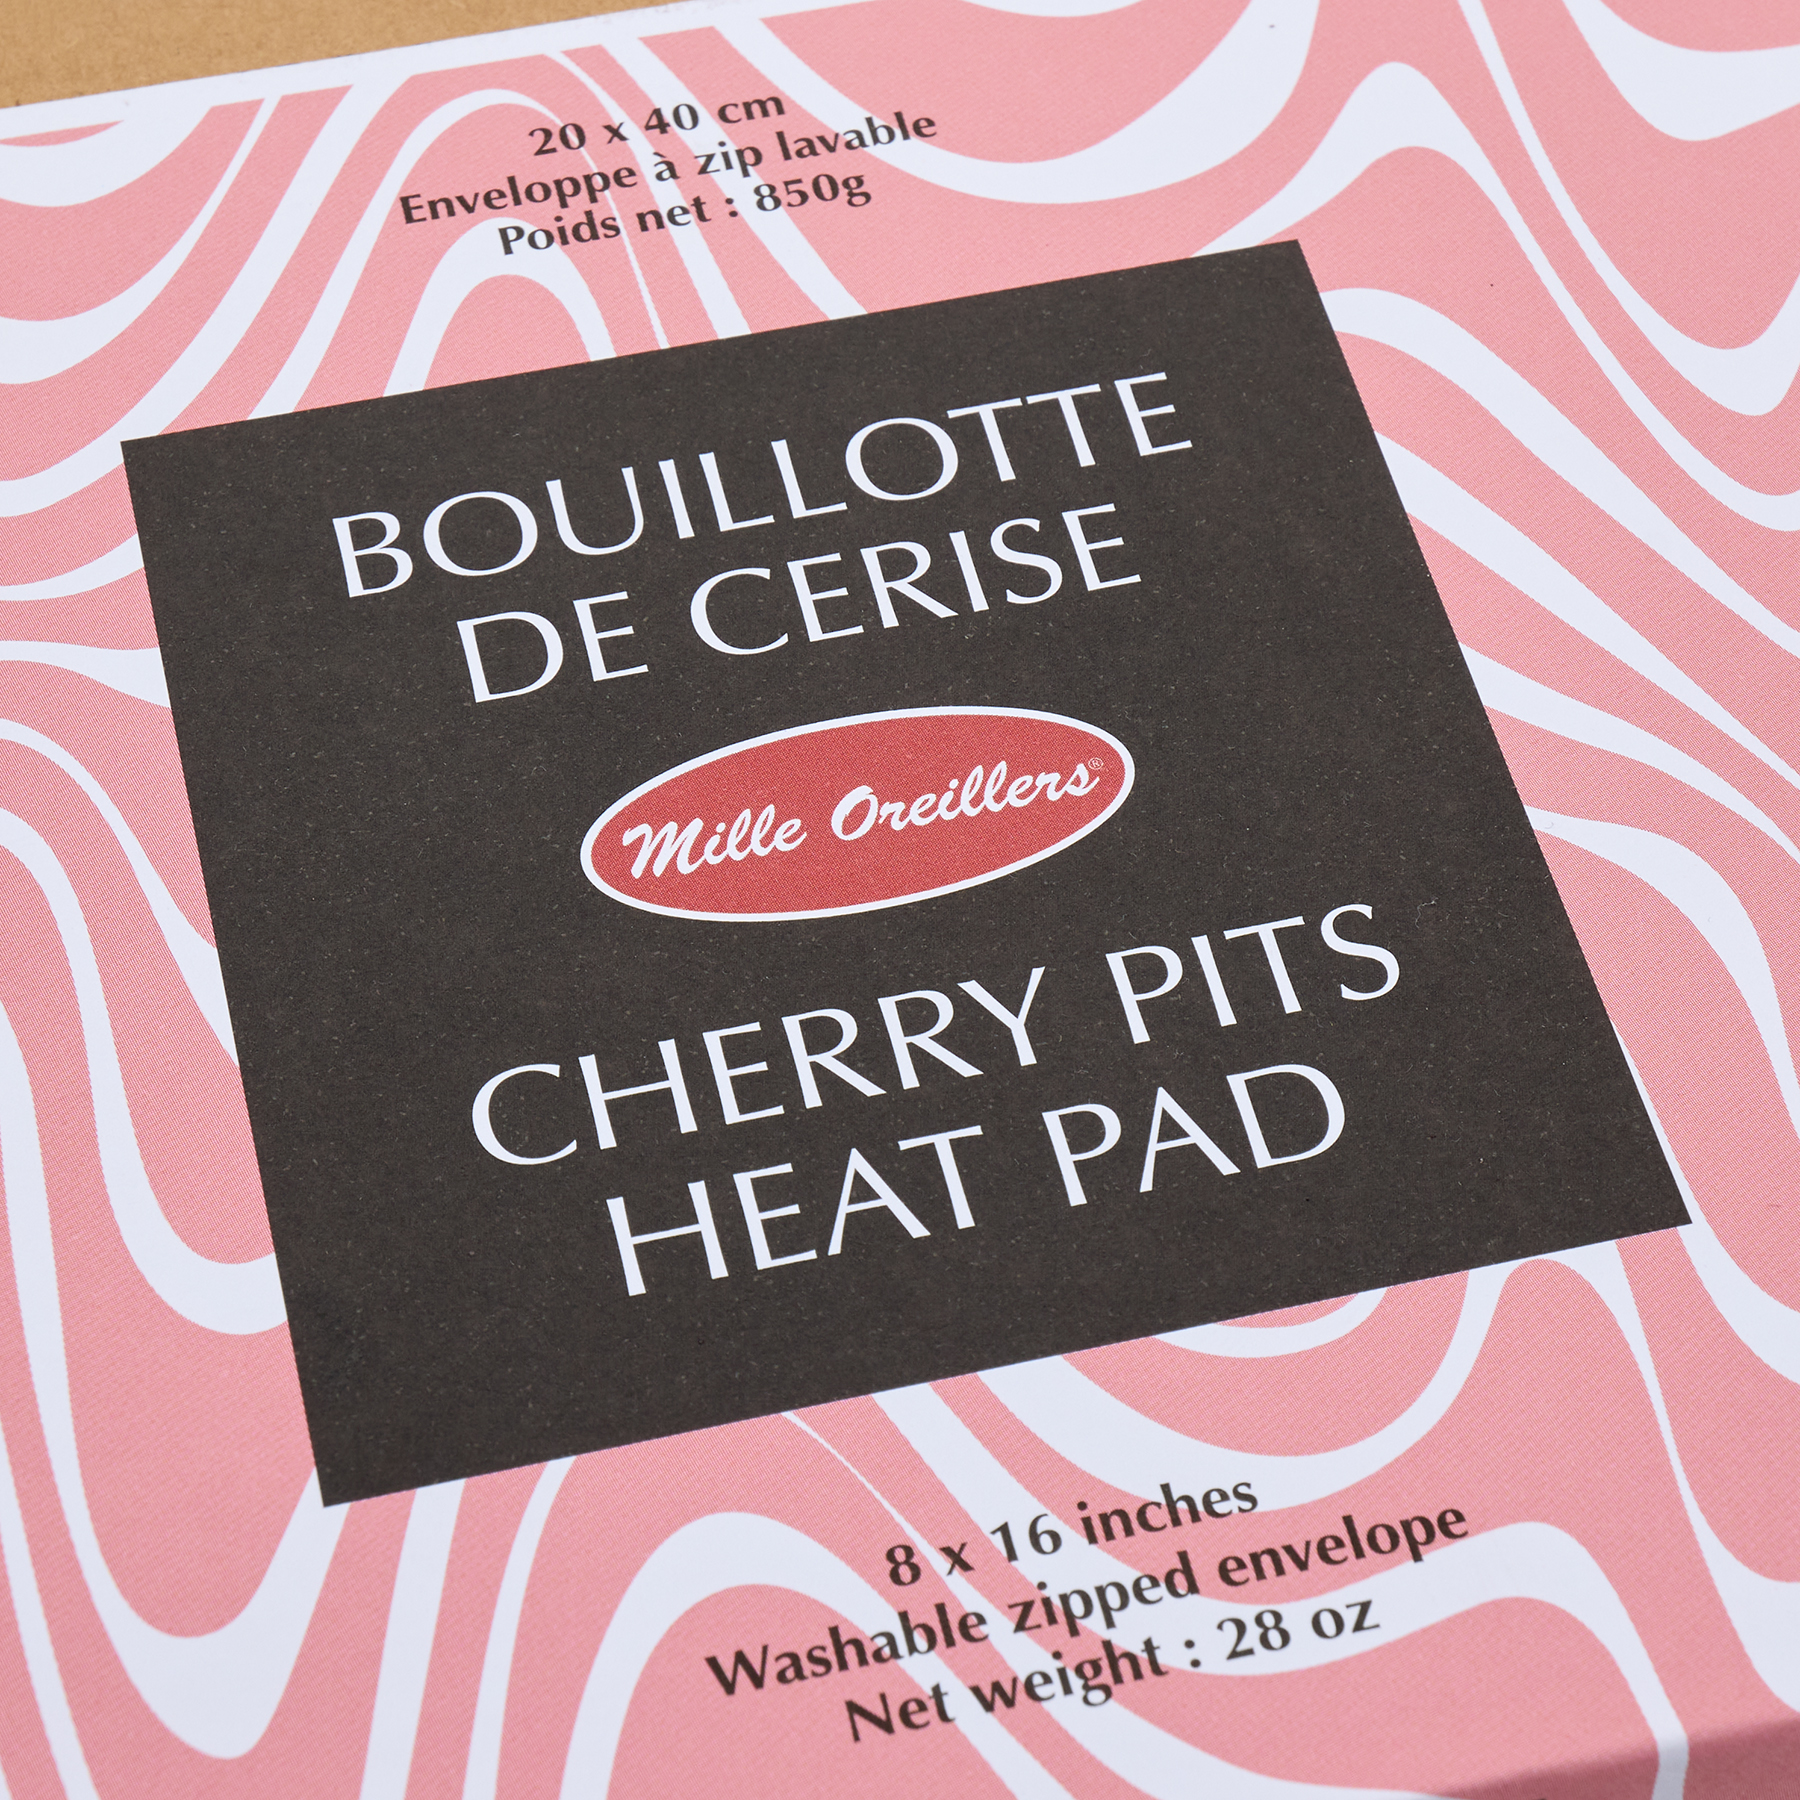 20 x 40 cm
Enveloppe à zip lavable
Poids net : 850g
BOUILLOTTE
DE CERISE
Mille Oreillers®
CHERRY PITS
HEAT PAD
8 x 16 inches
Washable zipped envelope
Net weight : 28 oz